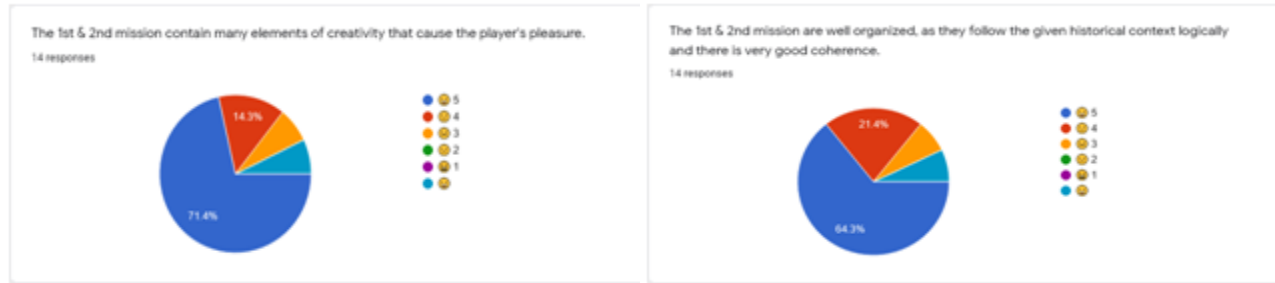 The 1st & 2nd mission contain many elements of creativity that cause the player's pleasure.
14 responses
14.3%
71.4%
5
4
3
2
1
The 1st & 2nd mission are well organized, as they follow the given historical context logically
and there is very good coherence.
14 responses
21.4%
64.3%
5
4
3
2
1